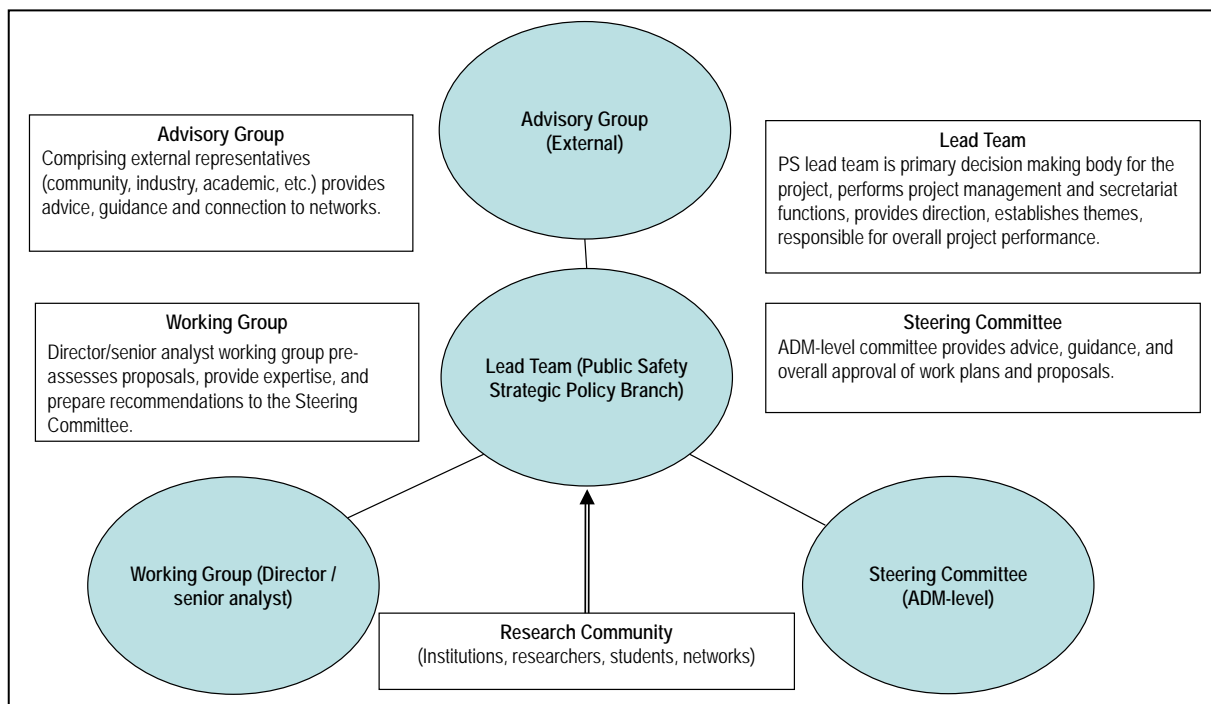 Advisory Group
(External)
Advisory Group
Comprising external representatives
(community, industry, academic, etc.) provides
advice, guidance and connection to networks.
Lead Team
PS lead team is primary decision making body for the
project, performs project management and secretariat
functions, provides direction, establishes themes,
responsible for overall project performance.
Working Group
Director/senior analyst working group pre-
assesses proposals, provide expertise, and
prepare recommendations to the Steering
Committee.
Lead Team (Public Safety
Strategic Policy Branch)
Steering Committee
ADM-level committee provides advice, guidance, and
overall approval of work plans and proposals.
Working Group (Director /
senior analyst)
Steering Committee
(ADM-level)
Research Community
(Institutions, researchers, students, networks)